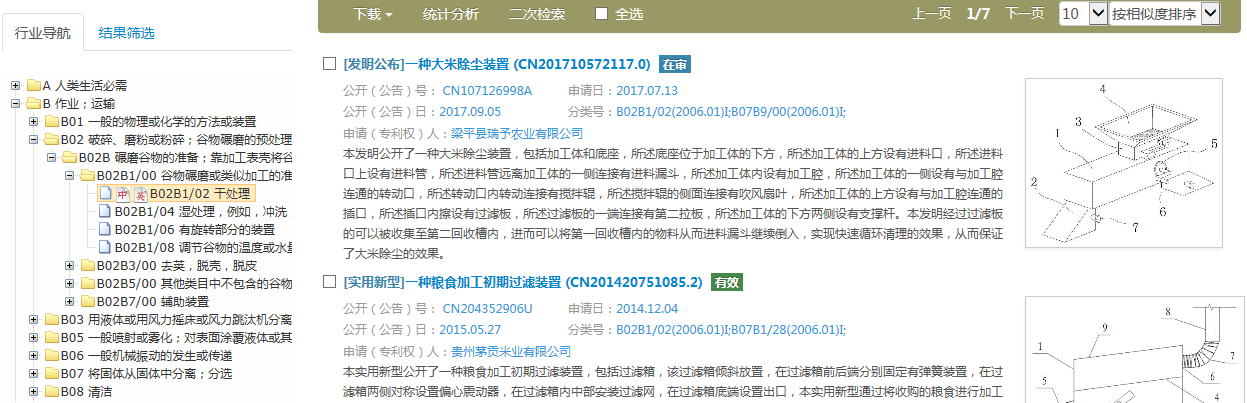 行业导航 结果筛选
A 人类生活必需
B 作业；运输
B01 一般的物理或化学的方法或装置
B02 破碎、磨粉或粉碎；谷物碾磨的预处理
B02B 碾磨谷物的准备；靠加工表壳将谷
B02B1/00 谷物碾磨或类似加工的准
B02B1/02 干处理
B02B1/04 湿处理，例如，冲洗
B02B1/06 有旋转部分的装置
B02B1/08 调节谷物的温度或水量
B02B3/00 去英，脱壳，脱皮
B02B5/00 其他类目中不包含的谷物
B02B7/00 辅助装置
B03 用液体或用风力摇床或风力跳汰机分离
B05 一般喷射或雾化；对表面涂覆液体或其
B06 一般机械振动的发生或传递
B07 将固体从固体中分离；分选
B08 清洁
下载 统计分析 二次检索 全选 上一页 1/7 下一页 10 按相似度排序
[发明公布]一种大米除尘装置 (CN201710572117.0) 在审
公开（公告）号： CN107126998A 申请日：2017.07.13
公开（公告）日：2017.09.05 分类号：B02B1/02(2006.01)I;B07B9/00(2006.01)I;
申请（专利权）人：梁平县瑞予农业有限公司
本发明公开了一种大米除尘装置，包括加工体和底座，所述底座位于加工体的下方，所述加工体的上方设有进料口，所述进料
口上设有进料管，所述进料管远离加工体的一侧连接有进料漏斗，所述加工体内设有加工腔，所述加工体的一侧设有与加工腔
连通的转动口，所述转动口内转动连接有搅拌辊，所述搅拌辊的侧面连接有吹风扇叶，所述加工体的上方设有与加工腔连通的
插口，所述插口内擦设有过滤板，所述过滤板的一端连接有第二拉板，所述加工体的下方两侧设有支撑杆。本发明经过过滤板
的可以被收集至第二回收槽内，进而可以将第一回收槽内的物料从而进料漏斗继续倒入，实现快速循环清理的效果，从而保证
了大米除尘的效果。
1
2
3
4
5
6
7
[实用新型]一种粮食加工初期过滤装置 (CN201420751085.2) 有效
公开（公告）号： CN204352906U 申请日：2014.12.04
公开（公告）日：2015.05.27 分类号：B02B1/02(2006.01)I;B07B1/28(2006.01)I;
申请（专利权）人：贵州茅贡米业有限公司
本实用新型公开了一种粮食加工初期过滤装置，包括过滤箱，该过滤箱倾斜放置，在过滤箱前后端分别固定有弹簧装置，在过
滤箱两侧对称设置偏心震动器，在过滤箱内中部安装过滤网，在过滤箱底端设置出口，本实用新型通过将收购的粮食进行加工
8
9
1
7
6
5
4